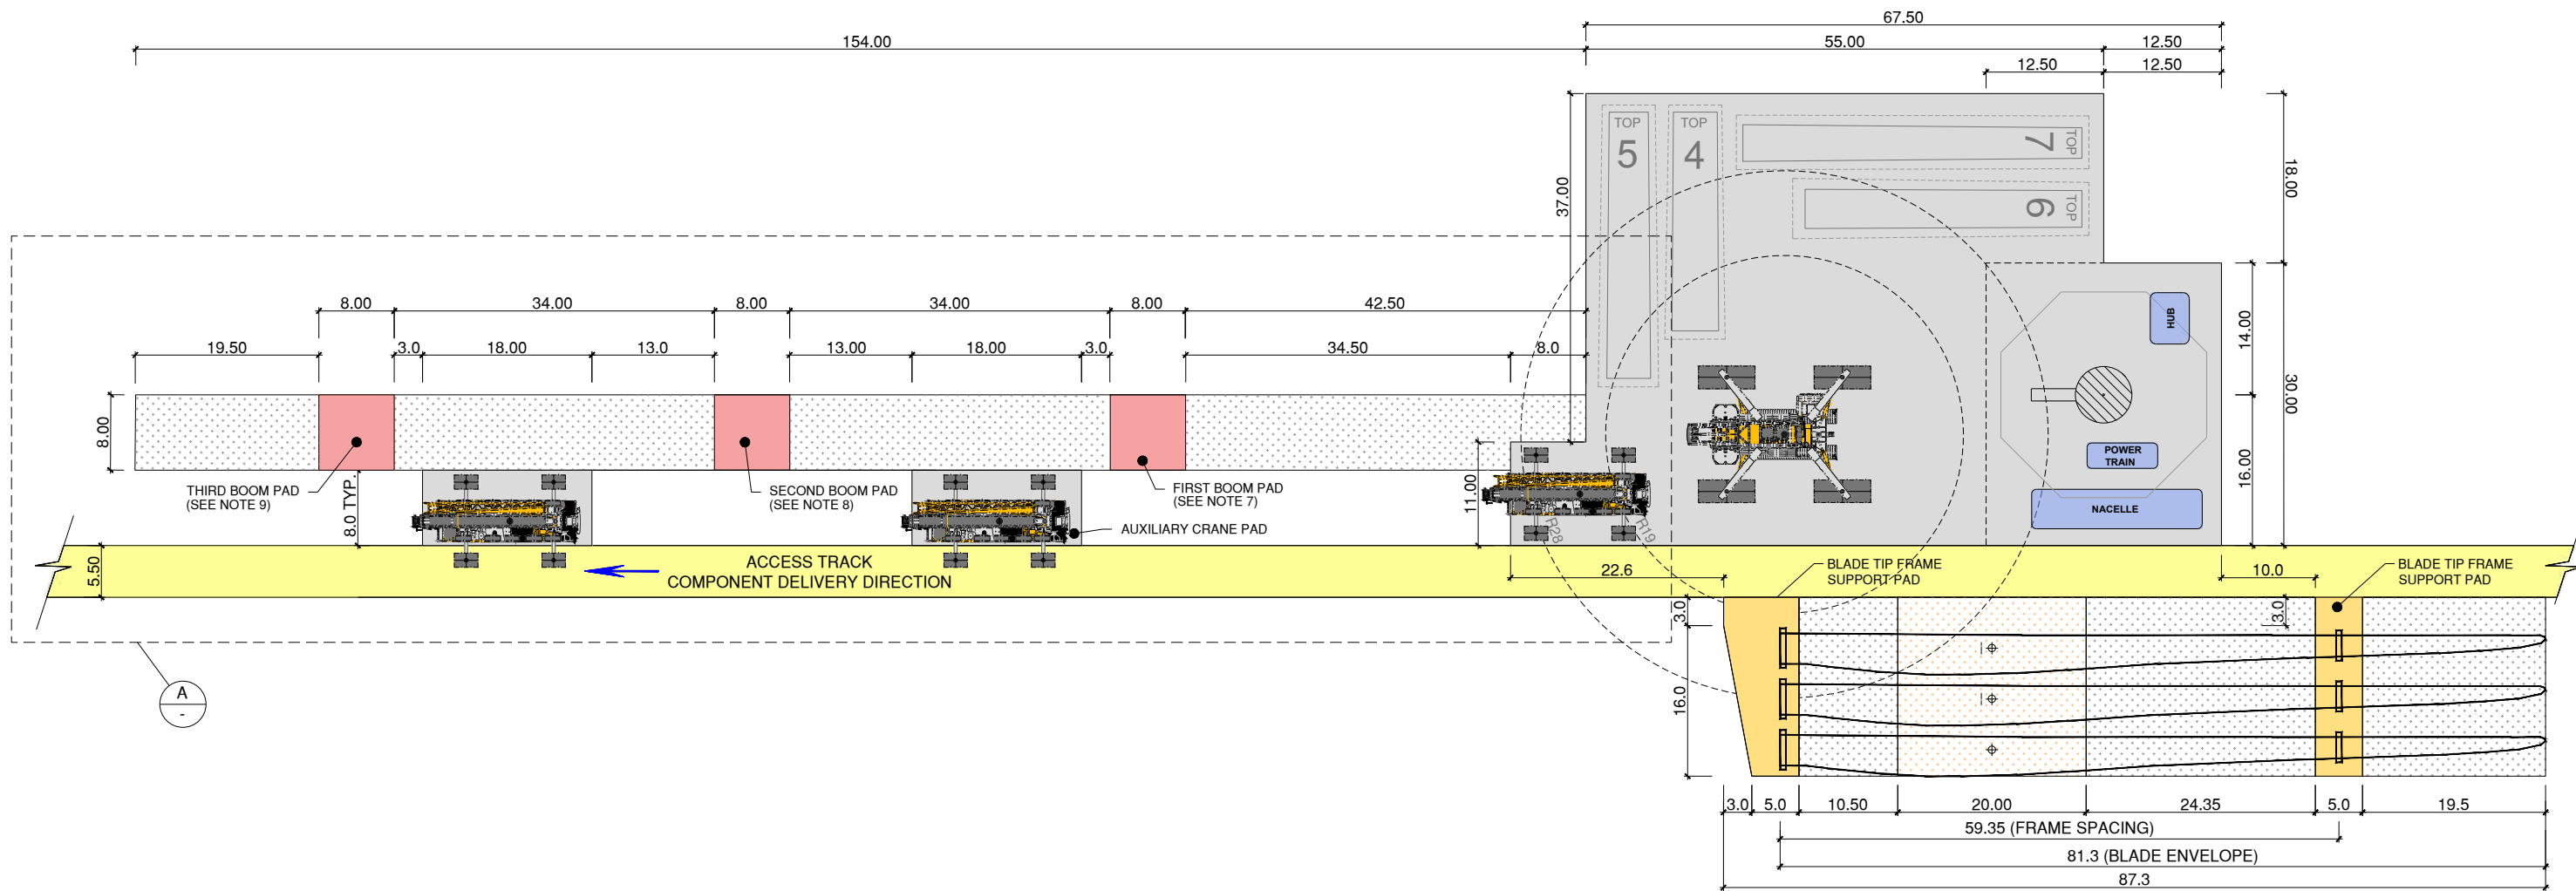 67.50
154.00
55.00
12.50
12.50
12.50
TOP
5
TOP
4
7
TOP
6
TOP
37.00
18.00
8.00
34.00
8.00
34.00
8.00
42.50
19.50
3.0
18.00
13.0
13.00
18.00
3.0
34.50
8.0
HUB
14.00
30.00
8.00
THIRD BOOM PAD
(SEE NOTE 9)
8.0 TYP.
SECOND BOOM PAD
(SEE NOTE 8)
FIRST BOOM PAD
(SEE NOTE 7)
AUXILIARY CRANE PAD
11.00
R28
R19
POWER
TRAIN
NACELLE
16.00
5.50
ACCESS TRACK
COMPONENT DELIVERY DIRECTION
22.6
BLADE TIP FRAME
SUPPORT PAD
10.0
BLADE TIP FRAME
SUPPORT PAD
3.0
3.0
16.0
A
-
3.0
5.0
10.50
20.00
24.35
5.0
19.5
59.35 (FRAME SPACING)
81.3 (BLADE ENVELOPE)
87.3